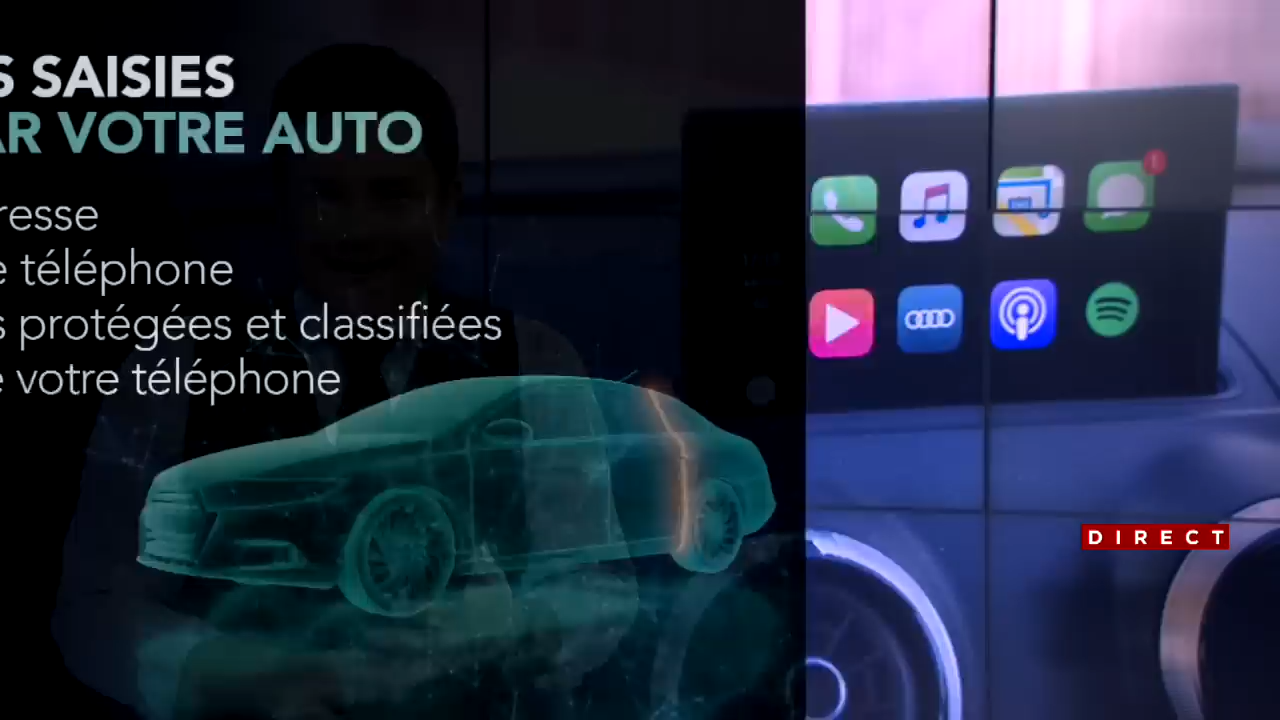 S SAISIES
AR VOTRE AUTO
resse
e téléphone
s protégées et classifiées
e votre téléphone
DIRECT